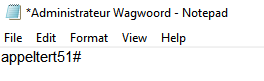 *Administrateur Wagwoord - Notepad
File Edit Format View Help
appeltert51#